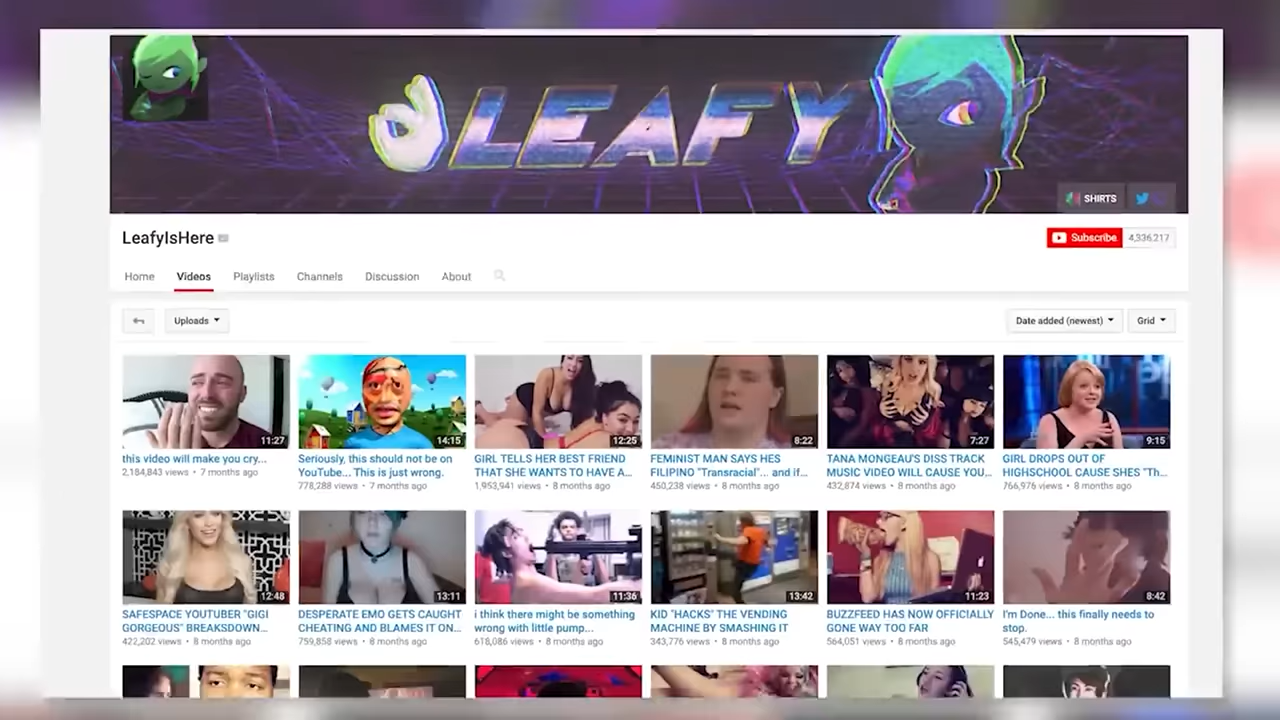 LEAFY
SHIRTS
LeafyIsHere
Subscribe 4,336,217
Home Videos Playlists Channels Discussion About
Uploads Date added (newest) Grid
11:27 14:15 12:25 8:22 7:27 9:15
this video will make you cry...
2,184,843 views • 7 months ago
Seriously, this should not be on
YouTube... This is just wrong.
778,288 views • 7 months ago
GIRL TELLS HER BEST FRIEND
THAT SHE WANTS TO HAVE A...
1,953,941 views • 8 months ago
FEMINIST MAN SAYS HES
FILIPINO "Transracial"... and if...
450,238 views • 8 months ago
TANA MONGEAU'S DISS TRACK
MUSIC VIDEO WILL CAUSE YOU...
432,874 views • 8 months ago
GIRL DROPS OUT OF
HIGHSCHOOL CAUSE SHES "Th...
766,976 views • 8 months ago
12:48 13:11 11:36 13:42 11:23 8:42
SAFESPACE YOUTUBER "GIGI
GORGEOUS" BREAKSDOWN...
422,202 views • 8 months ago
DESPERATE EMO GETS CAUGHT
CHEATING AND BLAMES IT ON...
759,858 views • 8 months ago
i think there might be something
wrong with little pump...
618,086 views • 8 months ago
KID "HACKS" THE VENDING
MACHINE BY SMASHING IT
343,776 views • 8 months ago
BUZZFEED HAS NOW OFFICIALLY
GONE WAY TOO FAR
564,051 views • 8 months ago
I'm Done... this finally needs to
stop.
545,479 views • 8 months ago